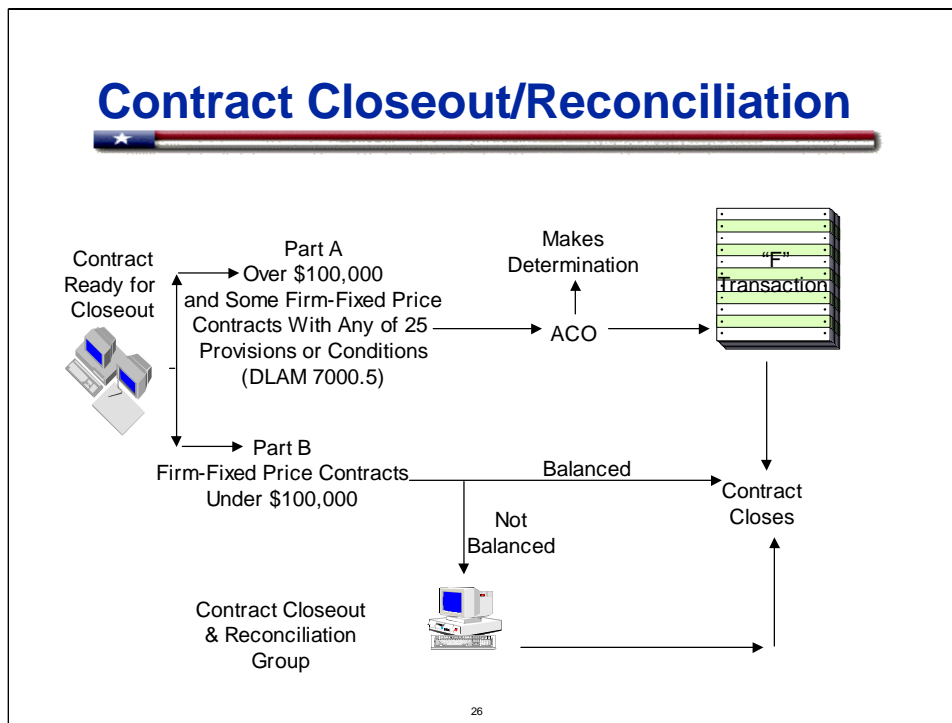 Contract Closeout/Reconciliation
Contract
Ready for
Closeout
Part A
Over $100,000
and Some Firm-Fixed Price
Contracts With Any of 25
Provisions or Conditions
(DLAM 7000.5)
Makes
Determination
ACO
“F”
Transaction
Part B
Firm-Fixed Price Contracts
Under $100,000
Balanced
Not
Balanced
Contract
Closes
Contract Closeout
& Reconciliation
Group
26